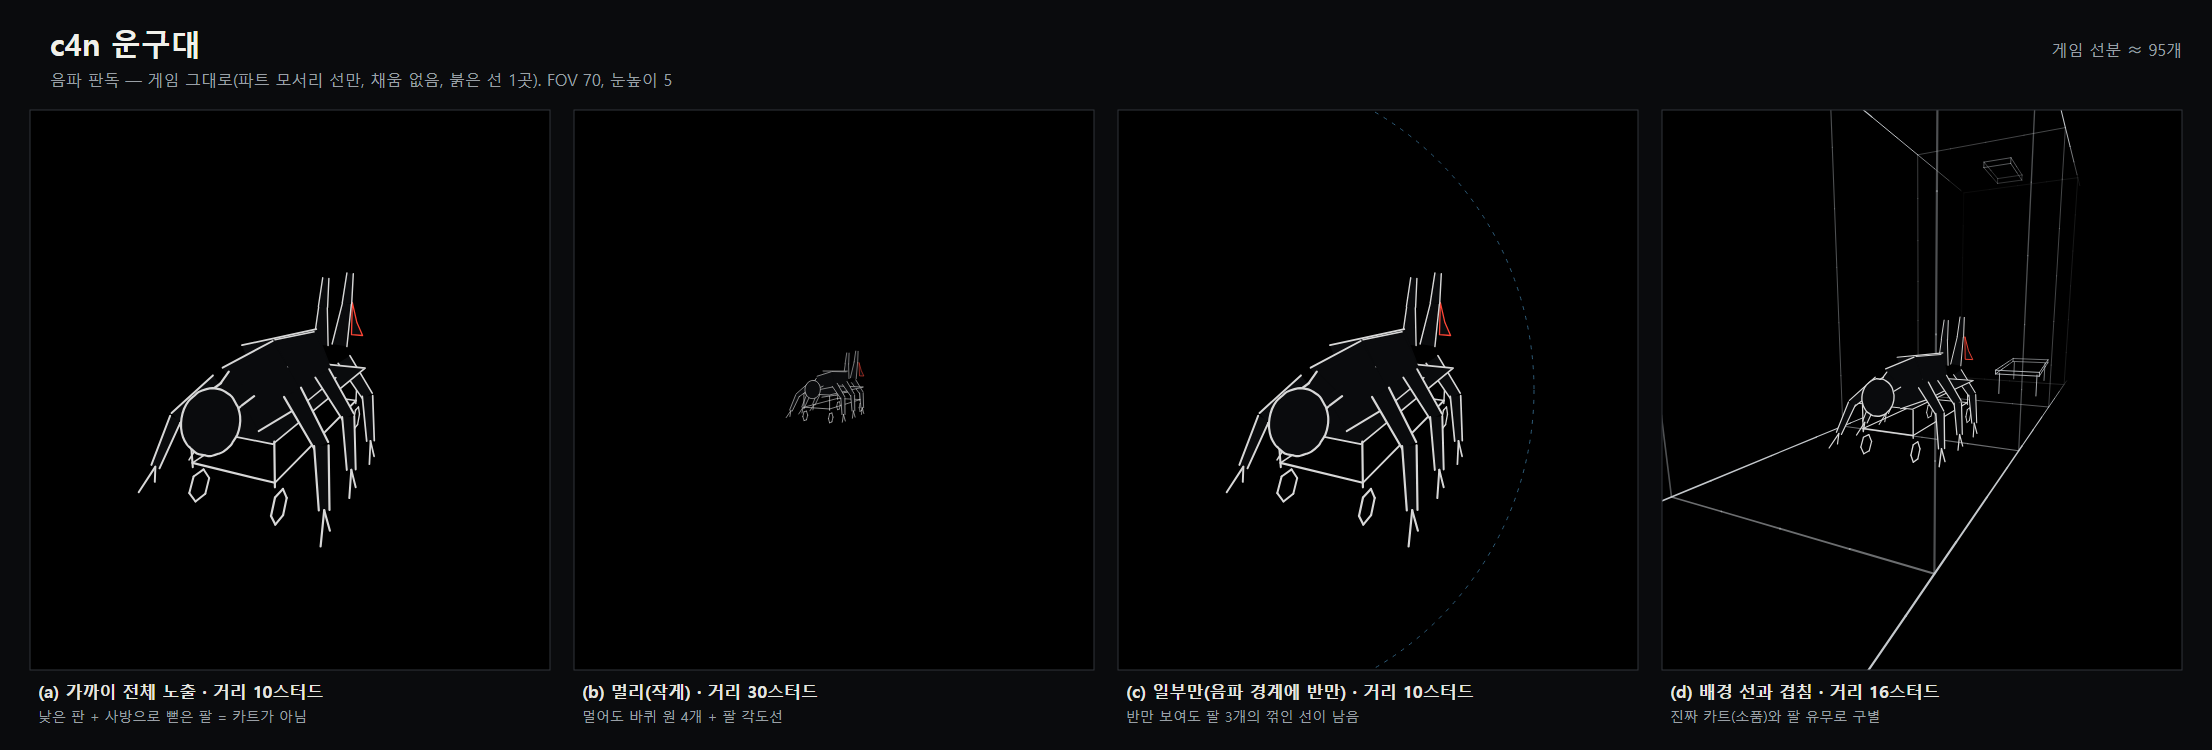 c4n 운구대
음파 판독 — 게임 그대로(파트 모서리 선만, 채움 없음, 붉은 선 1곳). FOV 70, 눈높이 5
게임 선분 ≈ 95개
(a) 가까이 전체 노출 · 거리 10스터드
낮은 판 + 사방으로 뻗은 팔 = 카트가 아님
(b) 멀리(작게) · 거리 30스터드
멀어도 바퀴 원 4개 + 팔 각도선
(c) 일부만(음파 경계에 반만) · 거리 10스터드
반만 보여도 팔 3개의 꺾인 선이 남음
(d) 배경 선과 겹침 · 거리 16스터드
진짜 카트(소품)와 팔 유무로 구별